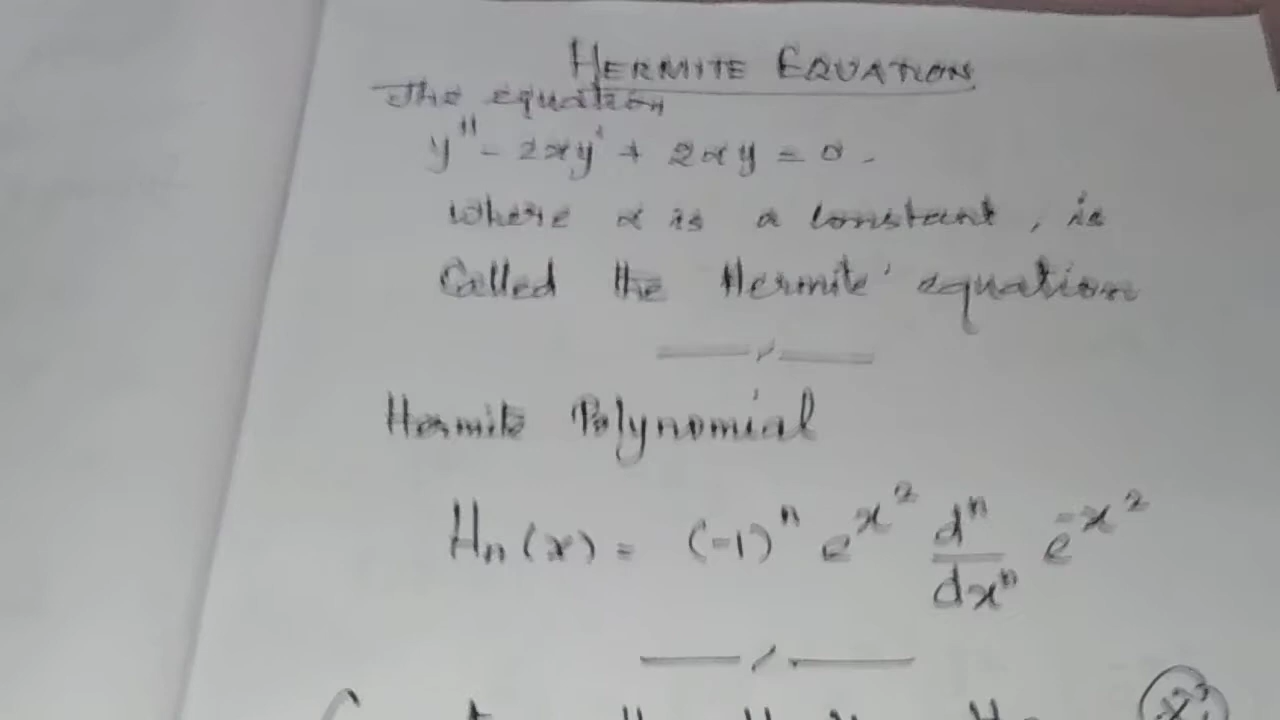 HERMITE EQUATION
The equation
y'' - 2xy' + 2αy = 0.
where α is a constant, is
Called the Hermite equation
Hermite Polynomial
Hn(x) = (-1)^n e^{x^2} d^n/dx^n e^{-x^2}